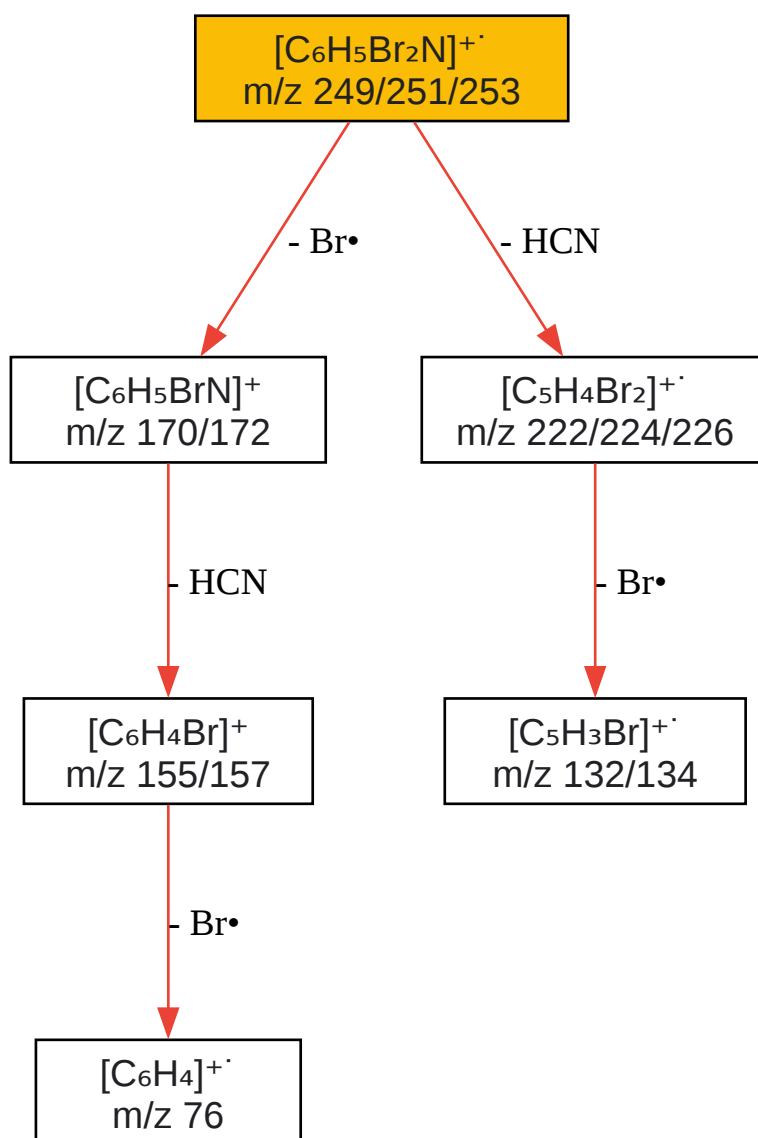 [C₆H₅Br₂N]⁺˙
m/z 249/251/253
- Br•
- HCN
[C₆H₅BrN]⁺
m/z 170/172
[C₅H₄Br₂]⁺˙
m/z 222/224/226
- HCN
- Br•
[C₆H₄Br]⁺
m/z 155/157
[C₅H₃Br]⁺˙
m/z 132/134
- Br•
[C₆H₄]⁺˙
m/z 76